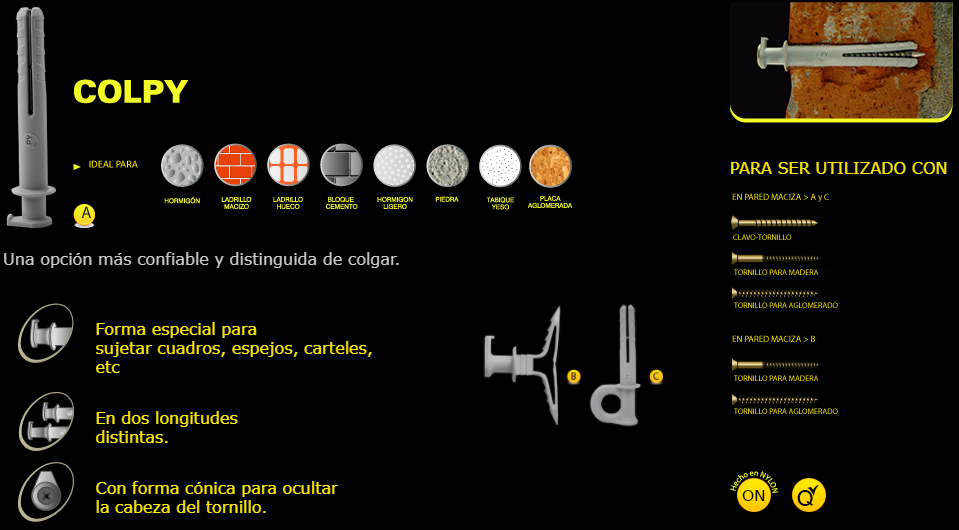 COLPY
IDEAL PARA
HORMIGÓN
LADRILLO
MACIZO
LADRILLO
HUECO
BLOQUE
CEMENTO
HORMIGON
LIGERO
PIEDRA
TABIQUE
YESO
PLACA
AGLOMERADA
A
Una opción más confiable y distinguida de colgar.
Forma especial para
sujetar cuadros, espejos, carteles,
etc
En dos longitudes
distintas.
Con forma cónica para ocultar
la cabeza del tornillo.
B
C
PARA SER UTILIZADO CON
EN PARED MACIZA > A y C
CLAVO-TORNILLO
TORNILLO PARA MADERA
TORNILLO PARA AGLOMERADO
EN PARED MACIZA > B
TORNILLO PARA MADERA
TORNILLO PARA AGLOMERADO
Hecho en NYLON
ON